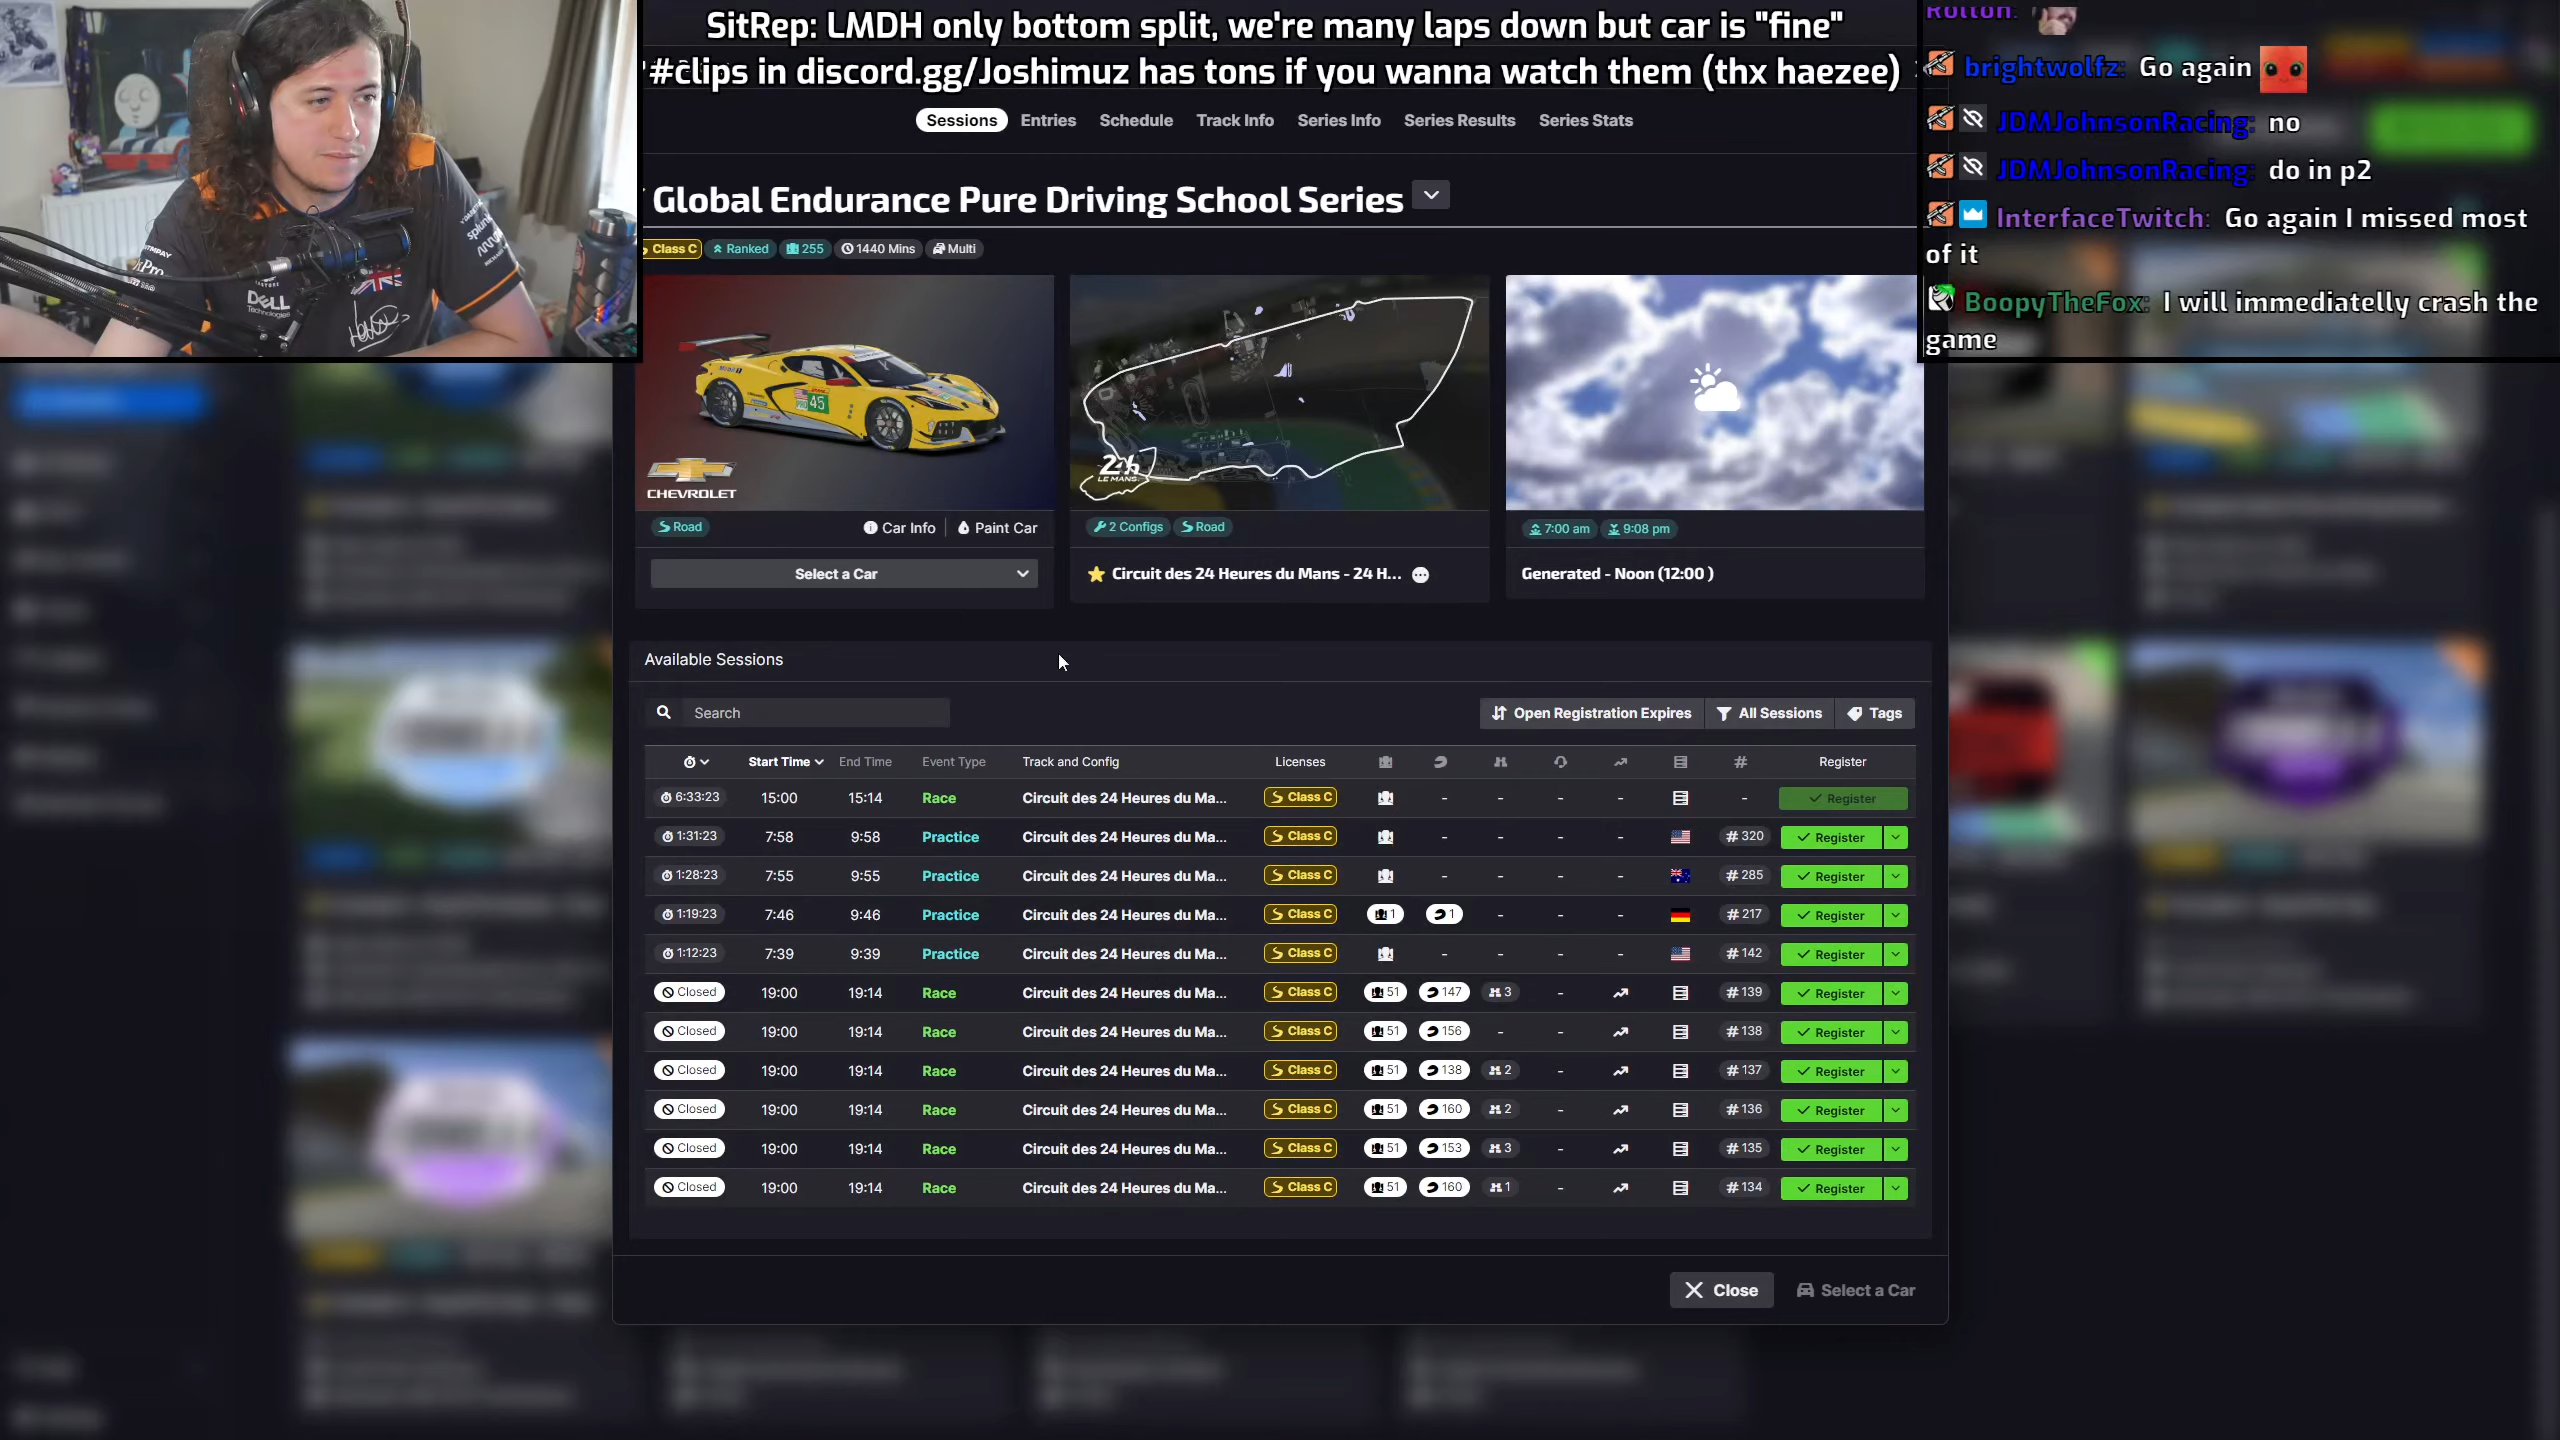 SitRep: LMDH only bottom split, we're many laps down but car is "fine"
#clips in discord.gg/Joshimuz has tons if you wanna watch them (thx haezee)
Sessions Entries Schedule Track Info Series Info Series Results Series Stats
Global Endurance Pure Driving School Series
Class C Ranked 255 1440 Mins Multi
DELL
Technologies
splunk>
45
CHEVROLET
24h
LE MANS
Road Car Info Paint Car
2 Configs Road
7:00 am 9:08 pm
Select a Car
Circuit des 24 Heures du Mans - 24 H...
Generated - Noon (12:00 )
Rolton:
brightwolfz: Go again
JDMJohnsonRacing: no
JDMJohnsonRacing: do in p2
InterfaceTwitch: Go again I missed most
of it
BoopyTheFox: I will immediatelly crash the
game
Available Sessions
Search Open Registration Expires All Sessions Tags
Start Time End Time Event Type Track and Config Licenses # Register
6:33:23 15:00 15:14 Race Circuit des 24 Heures du Ma... Class C - - - - - Register
1:31:23 7:58 9:58 Practice Circuit des 24 Heures du Ma... Class C - - - - #320 Register
1:28:23 7:55 9:55 Practice Circuit des 24 Heures du Ma... Class C - - - - #285 Register
1:19:23 7:46 9:46 Practice Circuit des 24 Heures du Ma... Class C 1 1 - - - #217 Register
1:12:23 7:39 9:39 Practice Circuit des 24 Heures du Ma... Class C - - - - #142 Register
Closed 19:00 19:14 Race Circuit des 24 Heures du Ma... Class C 51 147 3 - #139 Register
Closed 19:00 19:14 Race Circuit des 24 Heures du Ma... Class C 51 156 - - #138 Register
Closed 19:00 19:14 Race Circuit des 24 Heures du Ma... Class C 51 138 2 - #137 Register
Closed 19:00 19:14 Race Circuit des 24 Heures du Ma... Class C 51 160 2 - #136 Register
Closed 19:00 19:14 Race Circuit des 24 Heures du Ma... Class C 51 153 3 - #135 Register
Closed 19:00 19:14 Race Circuit des 24 Heures du Ma... Class C 51 160 1 - #134 Register
Close Select a Car